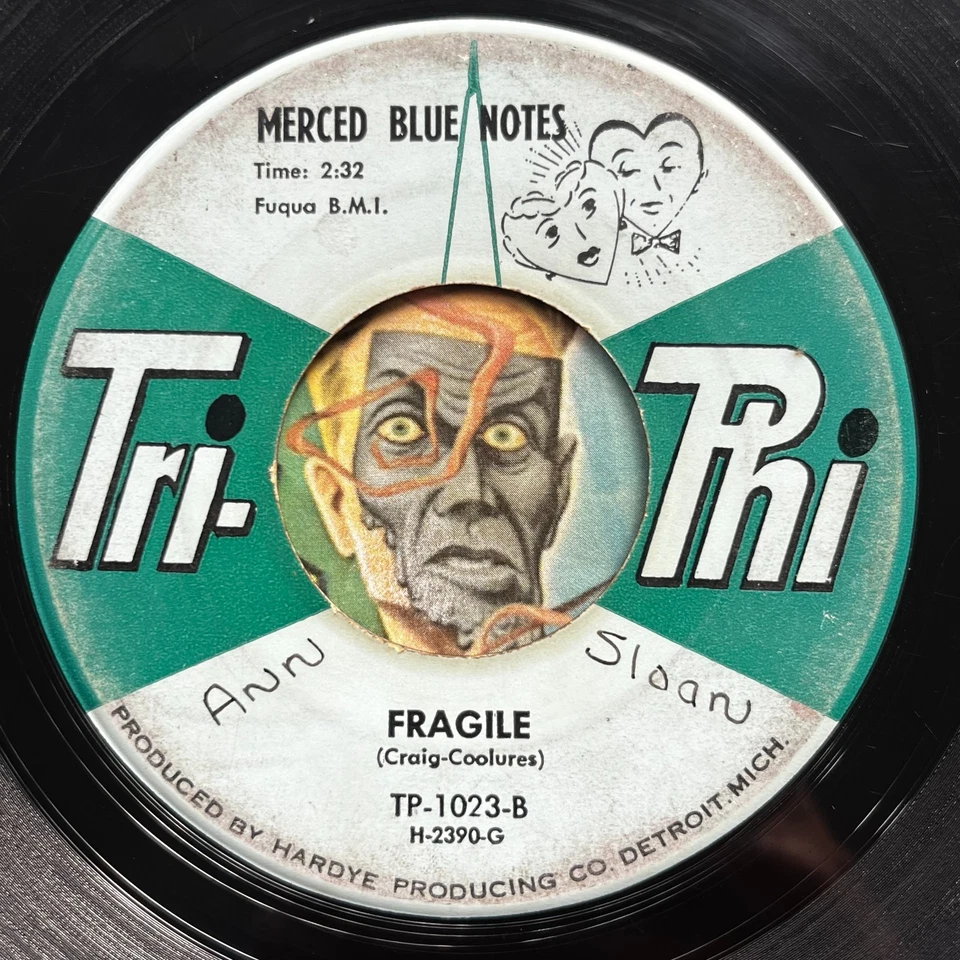 MERCED BLUE NOTES
Time: 2:32
Fuqua B.M.I.
Tri-Phi
Ann Sloan
FRAGILE
(Craig-Coolures)
TP-1023-B
H-2390-G
PRODUCED BY HARDYE PRODUCING CO. DETROIT. MICH.